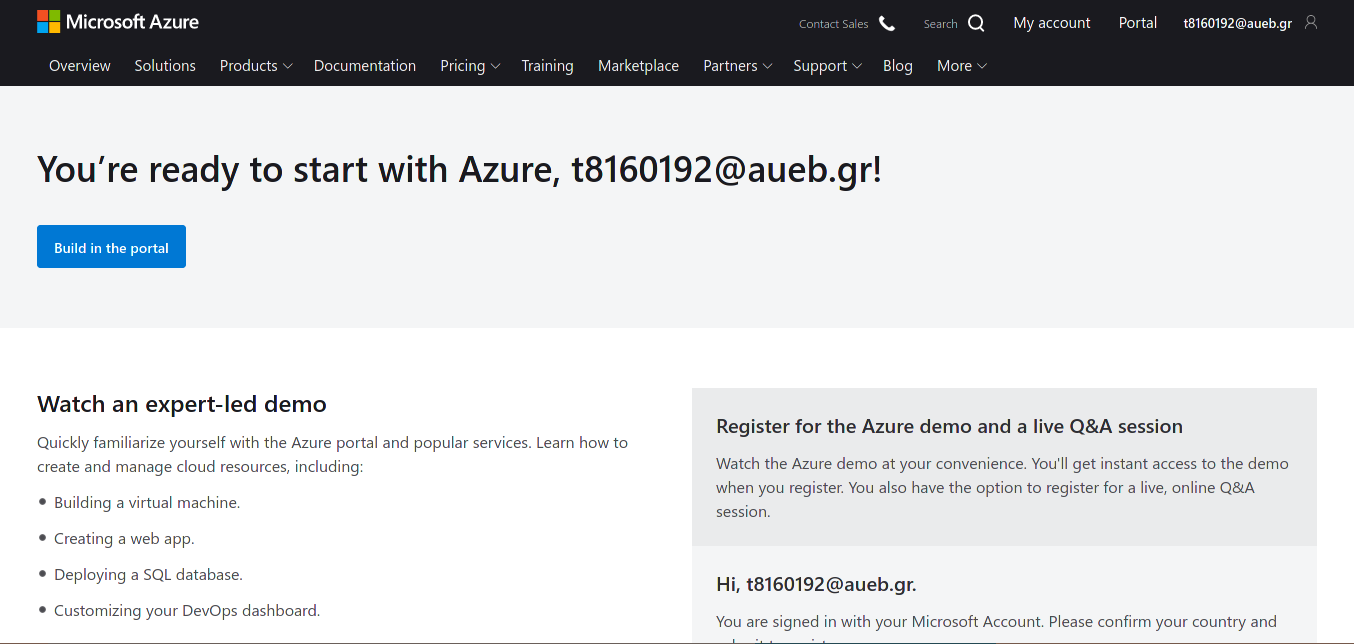 Microsoft Azure
Contact Sales Search My account Portal t8160192@aueb.gr
Overview Solutions Products Documentation Pricing Training Marketplace Partners Support Blog More
You’re ready to start with Azure, t8160192@aueb.gr!
Build in the portal
Watch an expert-led demo
Quickly familiarize yourself with the Azure portal and popular services. Learn how to
create and manage cloud resources, including:
• Building a virtual machine.
• Creating a web app.
• Deploying a SQL database.
• Customizing your DevOps dashboard.
Register for the Azure demo and a live Q&A session
Watch the Azure demo at your convenience. You'll get instant access to the demo
when you register. You also have the option to register for a live, online Q&A
session.
Hi, t8160192@aueb.gr.
You are signed in with your Microsoft Account. Please confirm your country and